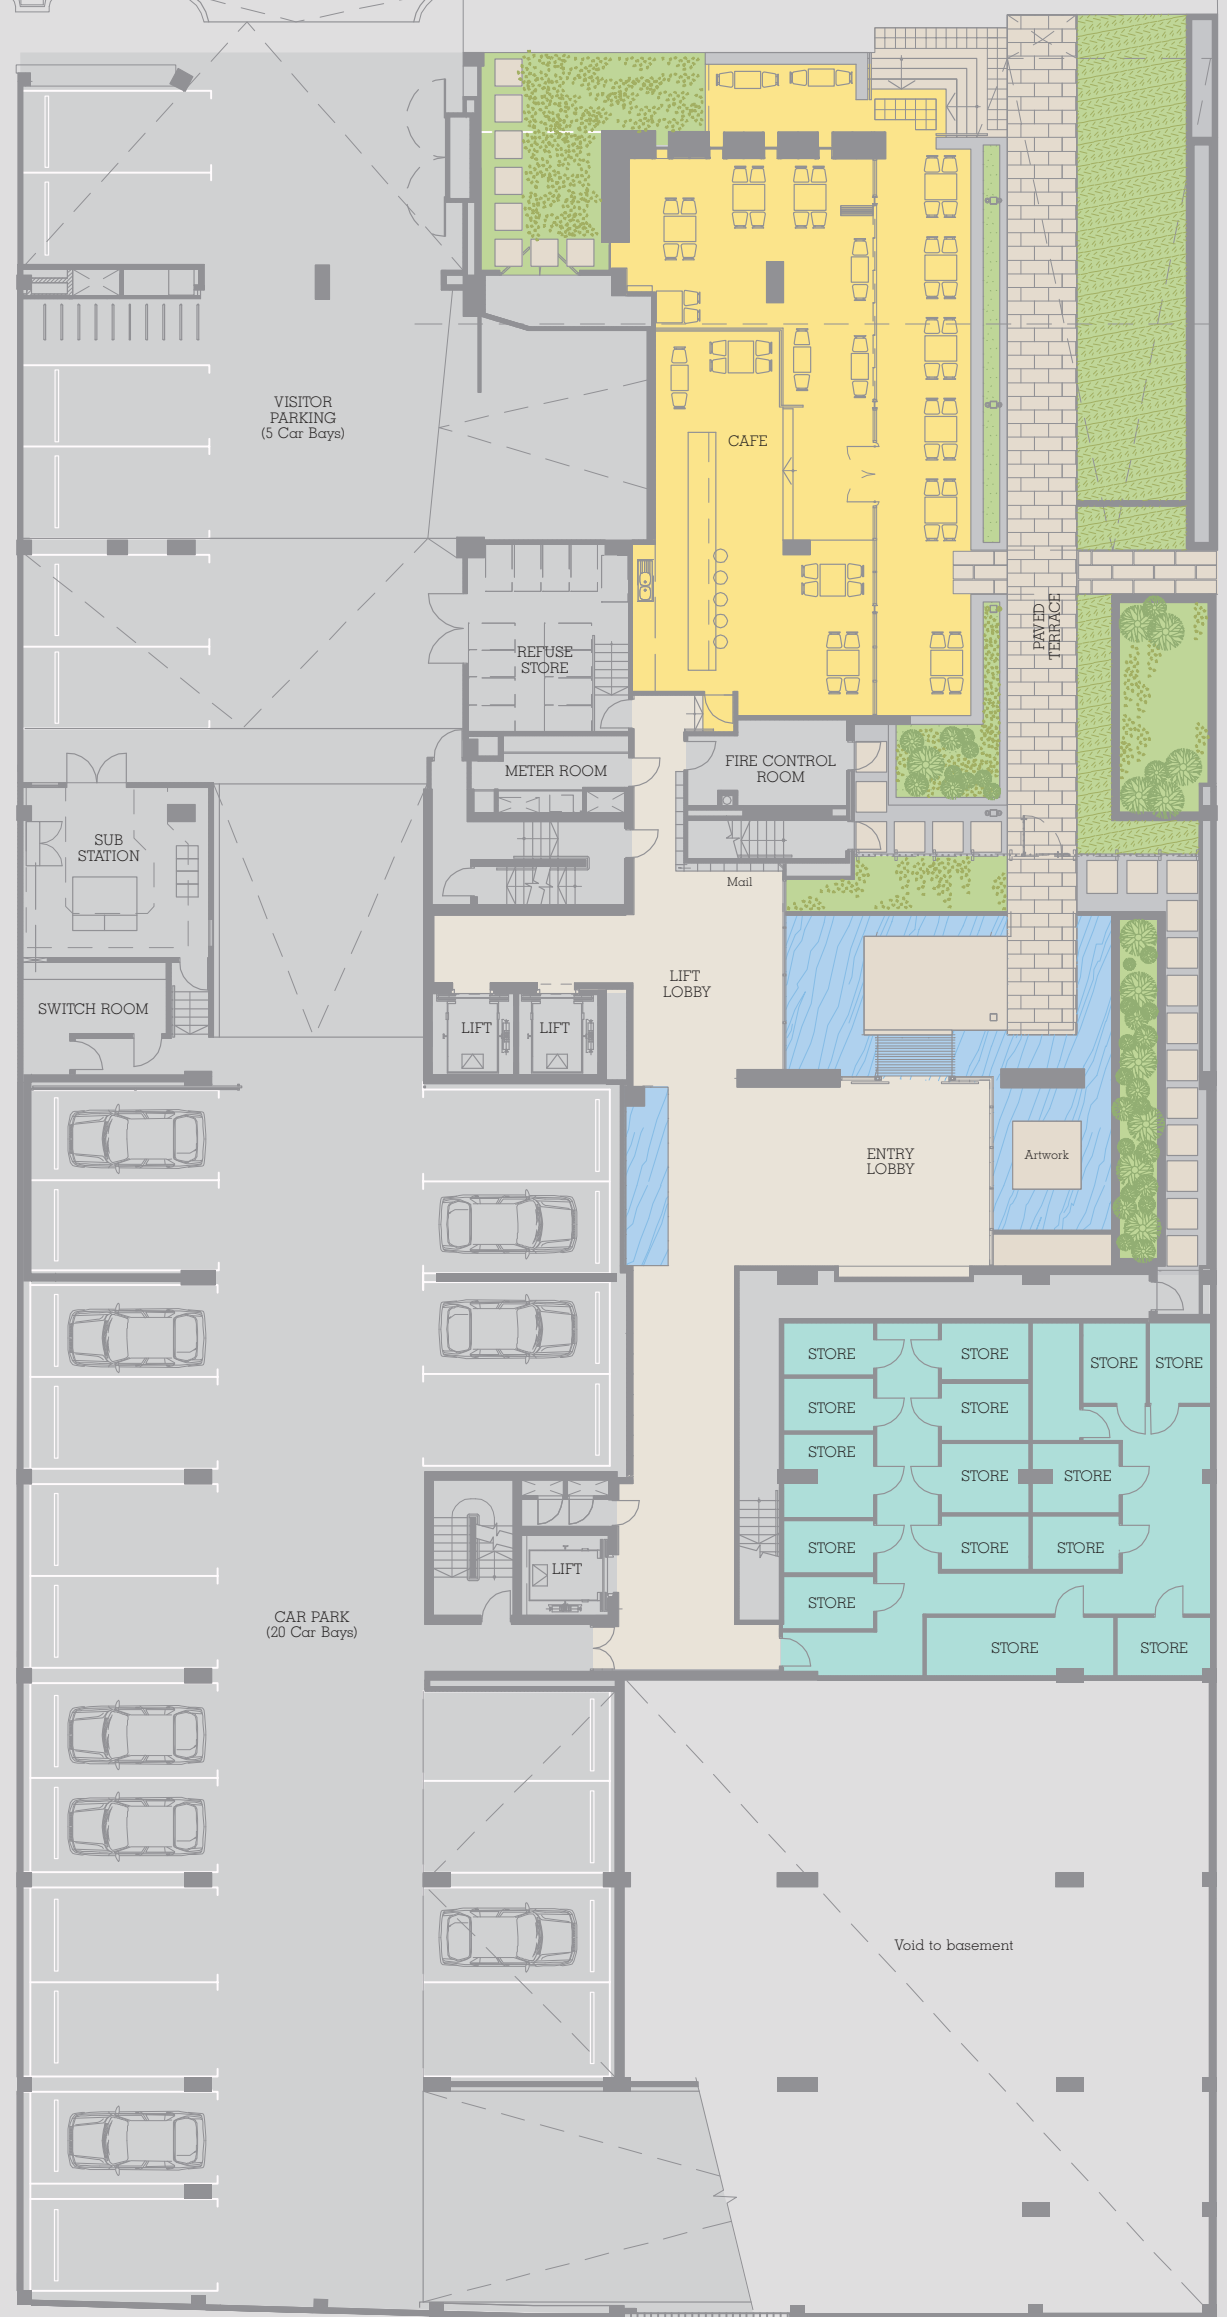 VISITOR
PARKING
(5 Car Bays)
CAFE
REFUSE
STORE
PAVED
TERRACE
METER ROOM
FIRE CONTROL
ROOM
SUB
STATION
Mail
LIFT
LOBBY
SWITCH ROOM
LIFT
LIFT
ENTRY
LOBBY
Artwork
STORE
STORE
STORE
STORE
STORE
STORE
STORE
STORE
STORE
STORE
STORE
STORE
STORE
LIFT
CAR PARK
(20 Car Bays)
STORE
STORE
STORE
Void to basement